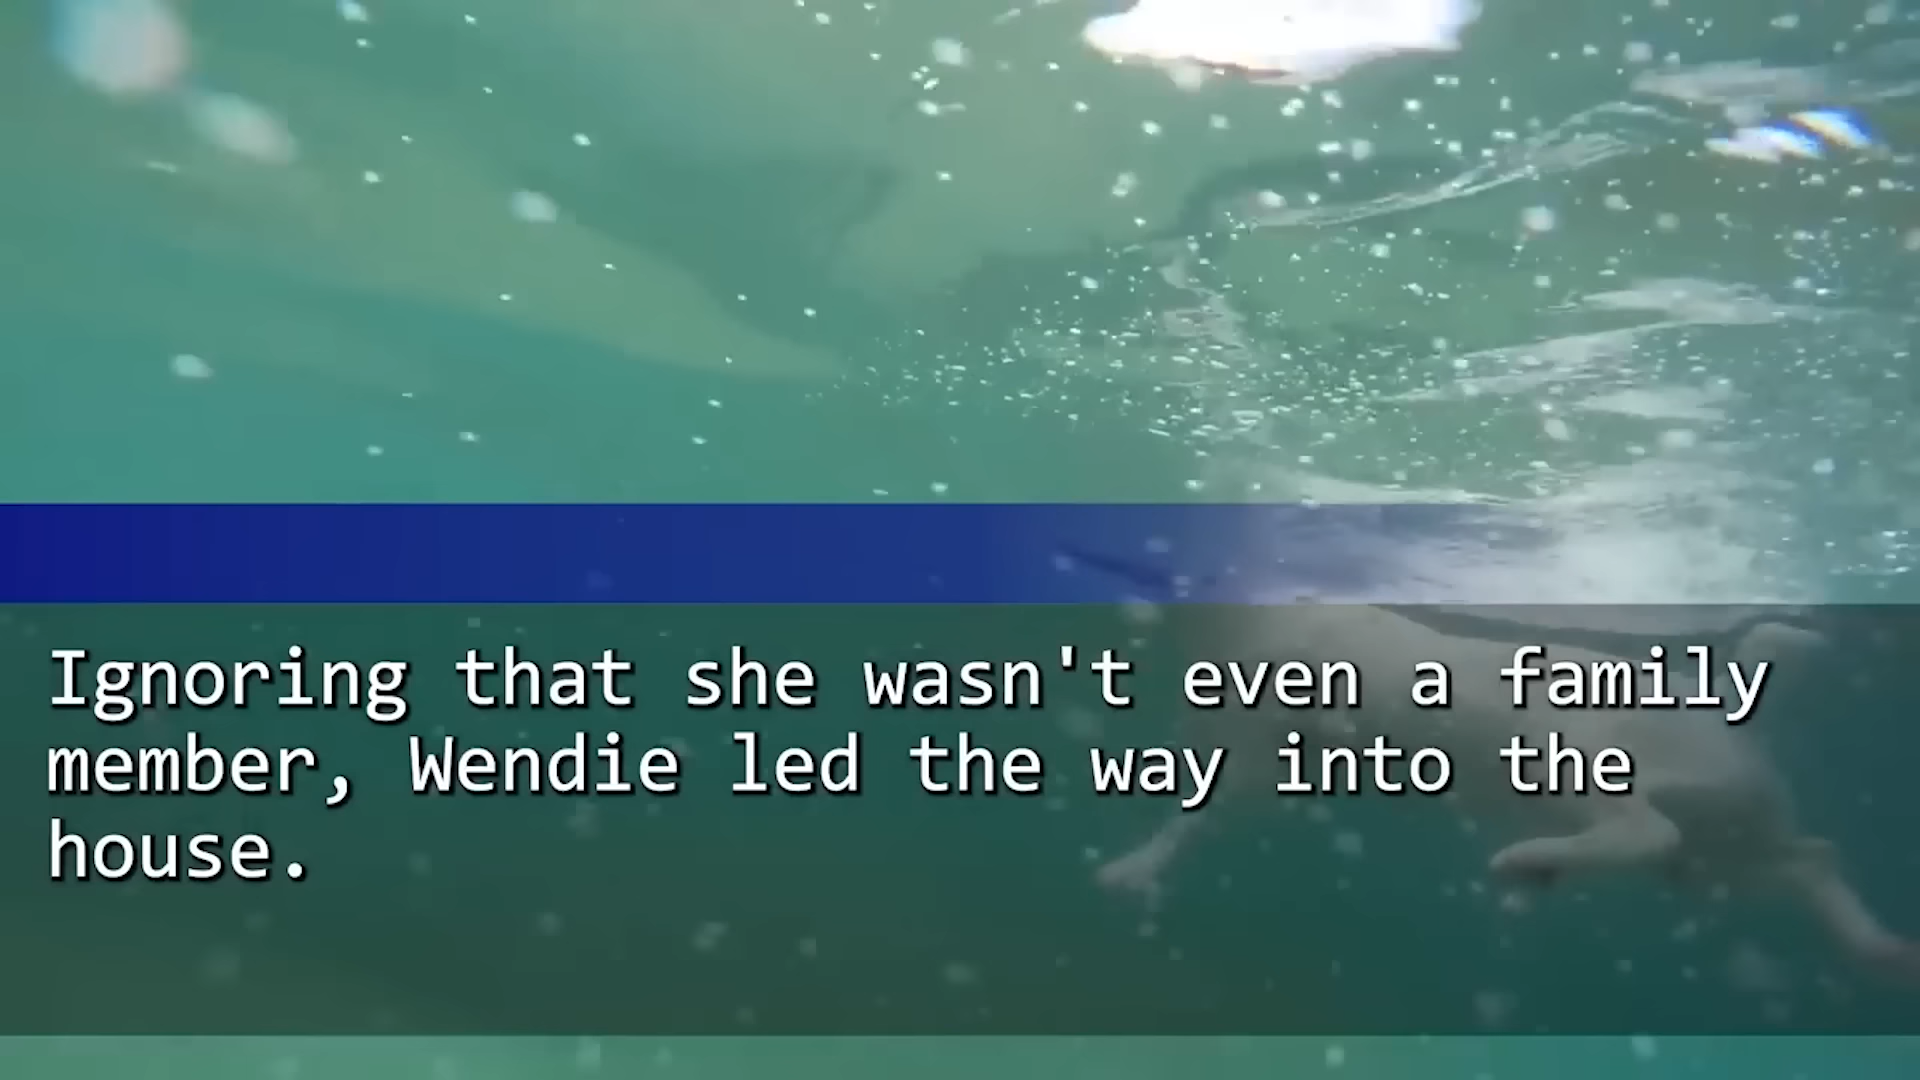 Ignoring that she wasn't even a family
member, Wendie led the way into the
house.